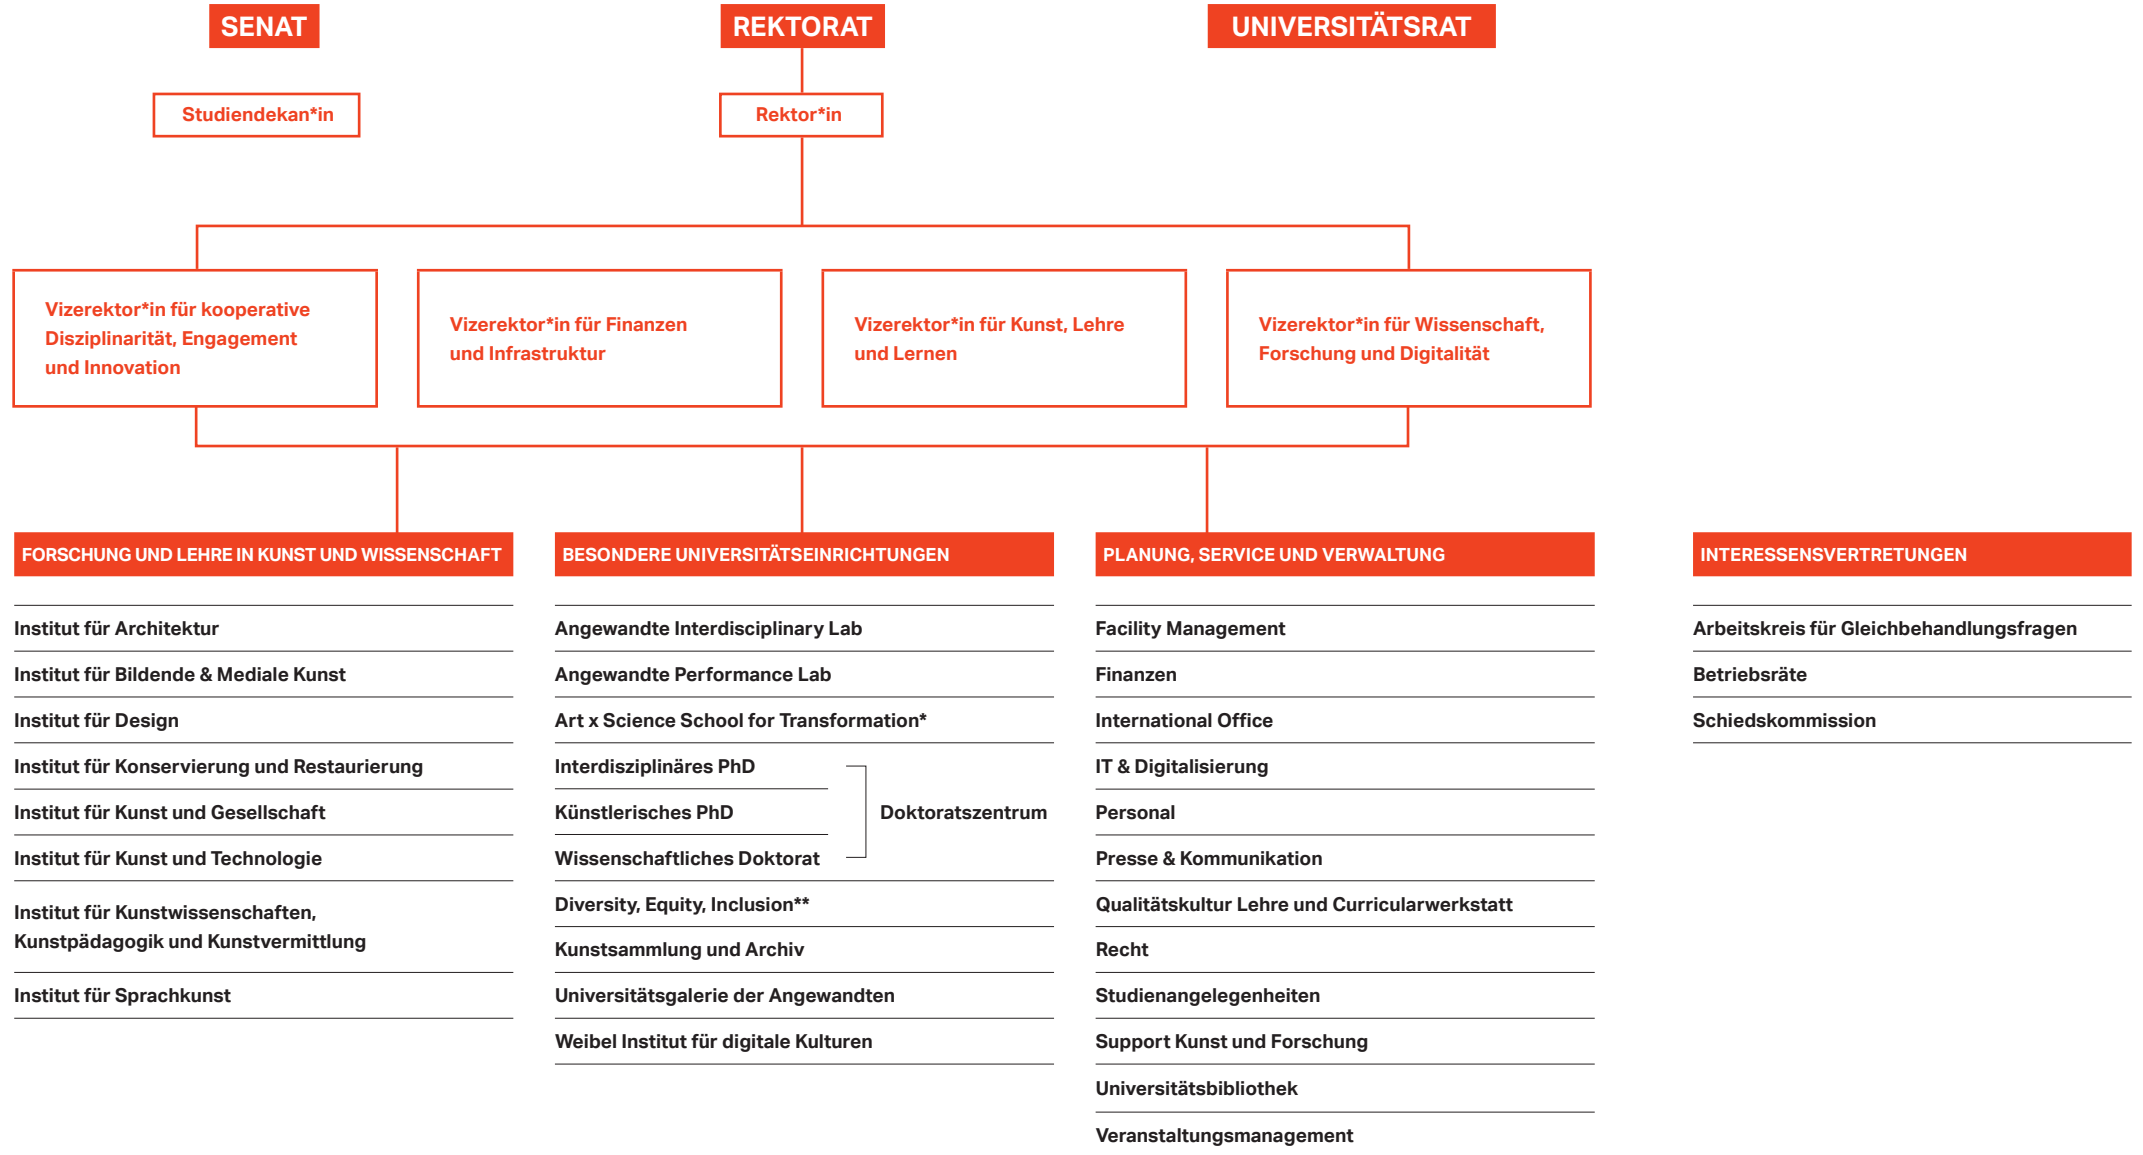 SENAT
REKTORAT
UNIVERSITÄTSRAT
Studiendekan*in
Rektor*in
Vizerektor*in für kooperative
Disziplinarität, Engagement
und Innovation
Vizerektor*in für Finanzen
und Infrastruktur
Vizerektor*in für Kunst, Lehre
und Lernen
Vizerektor*in für Wissenschaft,
Forschung und Digitalität
FORSCHUNG UND LEHRE IN KUNST UND WISSENSCHAFT
Institut für Architektur
Institut für Bildende & Mediale Kunst
Institut für Design
Institut für Konservierung und Restaurierung
Institut für Kunst und Gesellschaft
Institut für Kunst und Technologie
Institut für Kunstwissenschaften,
Kunstpädagogik und Kunstvermittlung
Institut für Sprachkunst
BESONDERE UNIVERSITÄTSEINRICHTUNGEN
Angewandte Interdisciplinary Lab
Angewandte Performance Lab
Art x Science School for Transformation*
Interdisziplinäres PhD
Künstlerisches PhD
Wissenschaftliches Doktorat
Doktoratszentrum
Diversity, Equity, Inclusion**
Kunstsammlung und Archiv
Universitätsgalerie der Angewandten
Weibel Institut für digitale Kulturen
PLANUNG, SERVICE UND VERWALTUNG
Facility Management
Finanzen
International Office
IT & Digitalisierung
Personal
Presse & Kommunikation
Qualitätskultur Lehre und Curricularwerkstatt
Recht
Studienangelegenheiten
Support Kunst und Forschung
Universitätsbibliothek
Veranstaltungsmanagement
INTERESSENSVERTRETUNGEN
Arbeitskreis für Gleichbehandlungsfragen
Betriebsräte
Schiedskommission